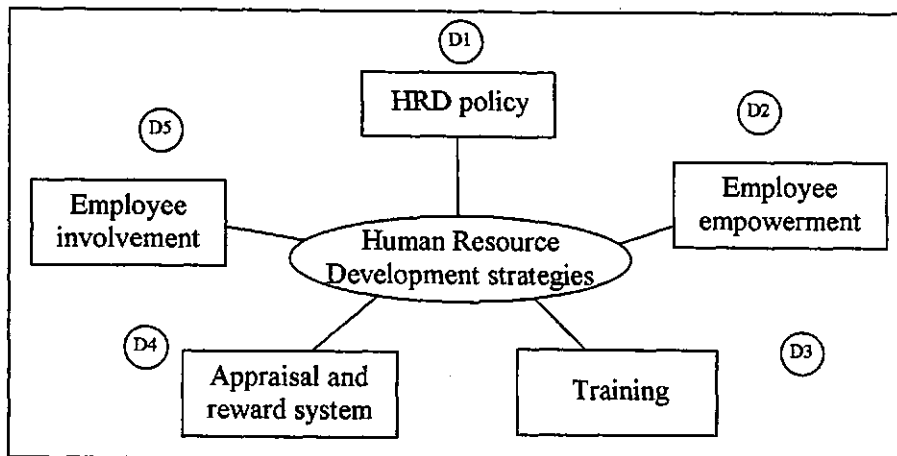 D1
HRD policy
D2
Employee
empowerment
D5
Employee
involvement
Human Resource
Development strategies
D4
Appraisal and
reward system
D3
Training